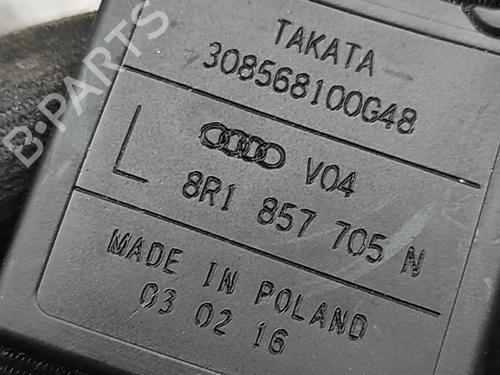 B-PARTS
TAKATA
308568100G48
L V04
8R1 857 705 N
MADE IN POLAND
03 02 16